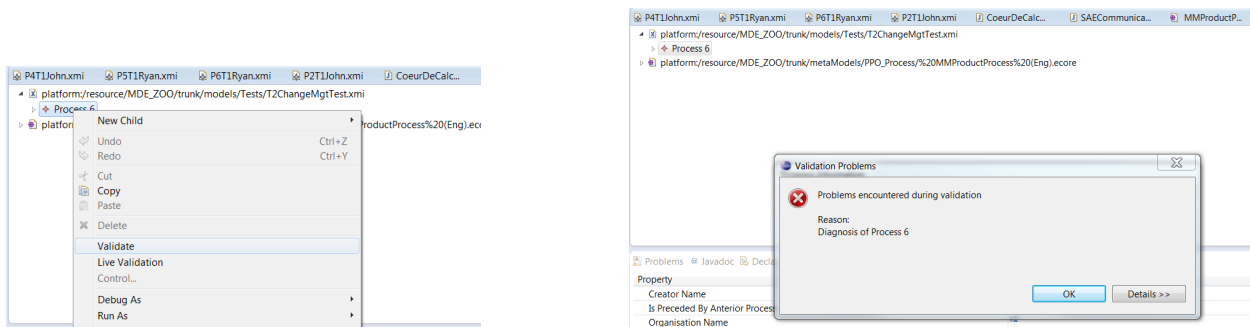 P4T1John.xmi P5T1Ryan.xmi P6T1Ryan.xmi P2T1John.xmi CoeurDeCalc...
platform:/resource/MDE_ZOO/trunk/models/Tests/T2ChangeMgtTest.xmi
Process 6
platfor roductProcess%20(Eng).eco
New Child
Undo Ctrl+Z
Redo Ctrl+Y
Cut
Copy
Paste
Delete
Validate
Live Validation
Control...
Debug As
Run As
P4T1John.xmi P5T1Ryan.xmi P6T1Ryan.xmi P2T1John.xmi CoeurDeCalc... SAECommunica... MMProductP...
platform:/resource/MDE_ZOO/trunk/models/Tests/T2ChangeMgtTest.xmi
Process 6
platform:/resource/MDE_ZOO/trunk/metaModels/PPO_Process/%20MMProductProcess%20(Eng).ecore
Validation Problems
Problems encountered during validation
Reason:
Diagnosis of Process 6
OK Details >>
Problems @ Javadoc Decla
Property
Creator Name
Is Preceded By Anterior Process
Organisation Name